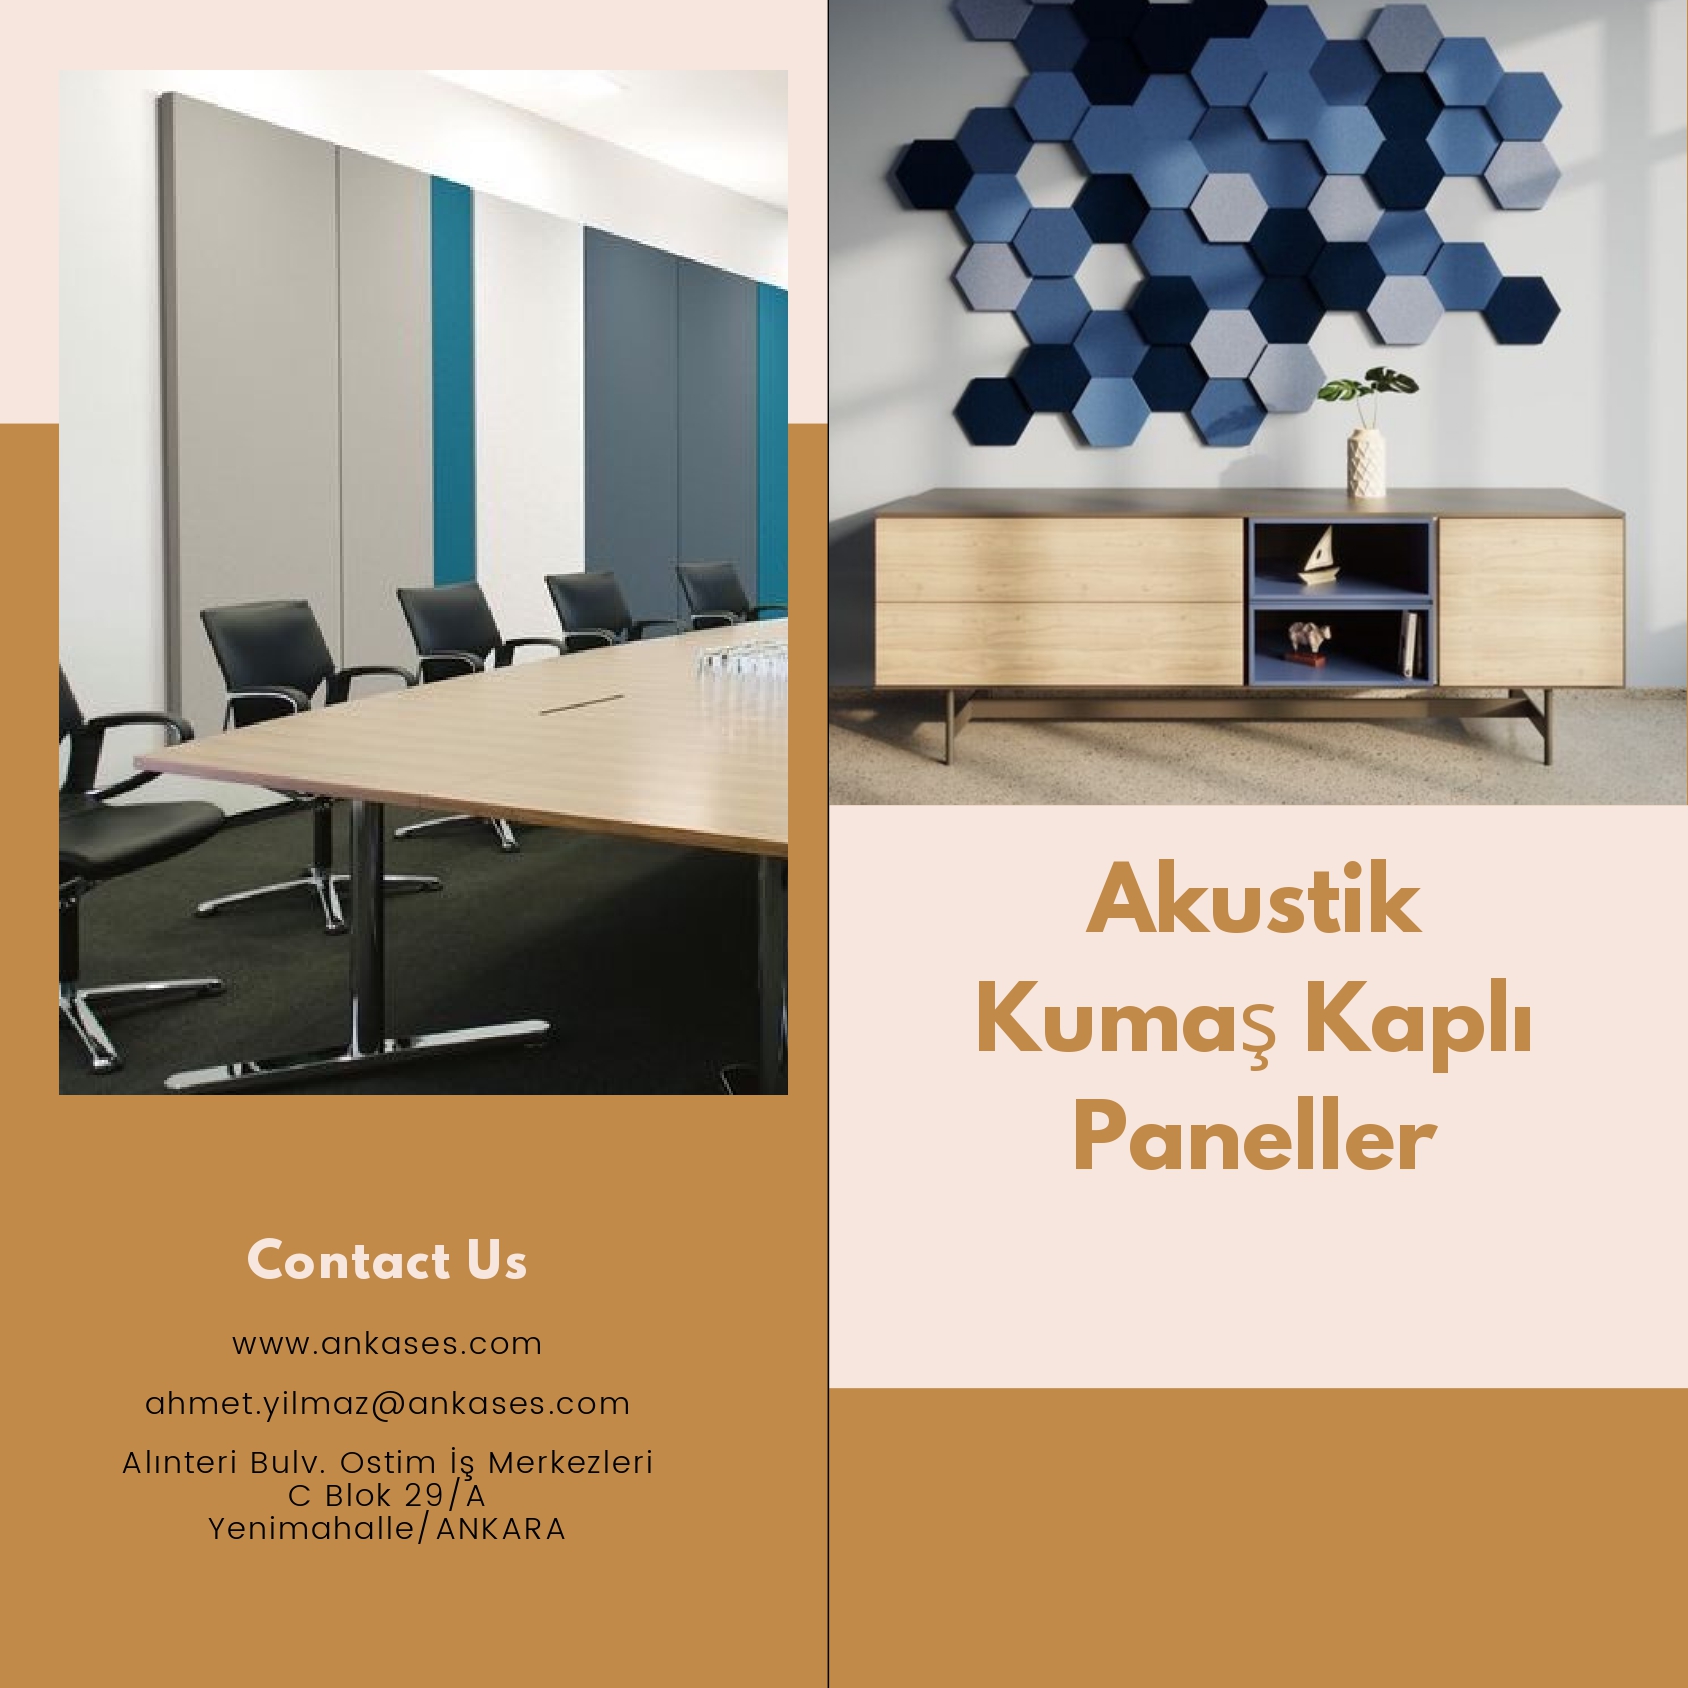 Contact Us
www.ankases.com
ahmet.yilmaz@ankases.com
Alınteri Bulv. Ostim İş Merkezleri
C Blok 29/A
Yenimahalle/ANKARA
Akustik
Kumaş Kaplı
Paneller